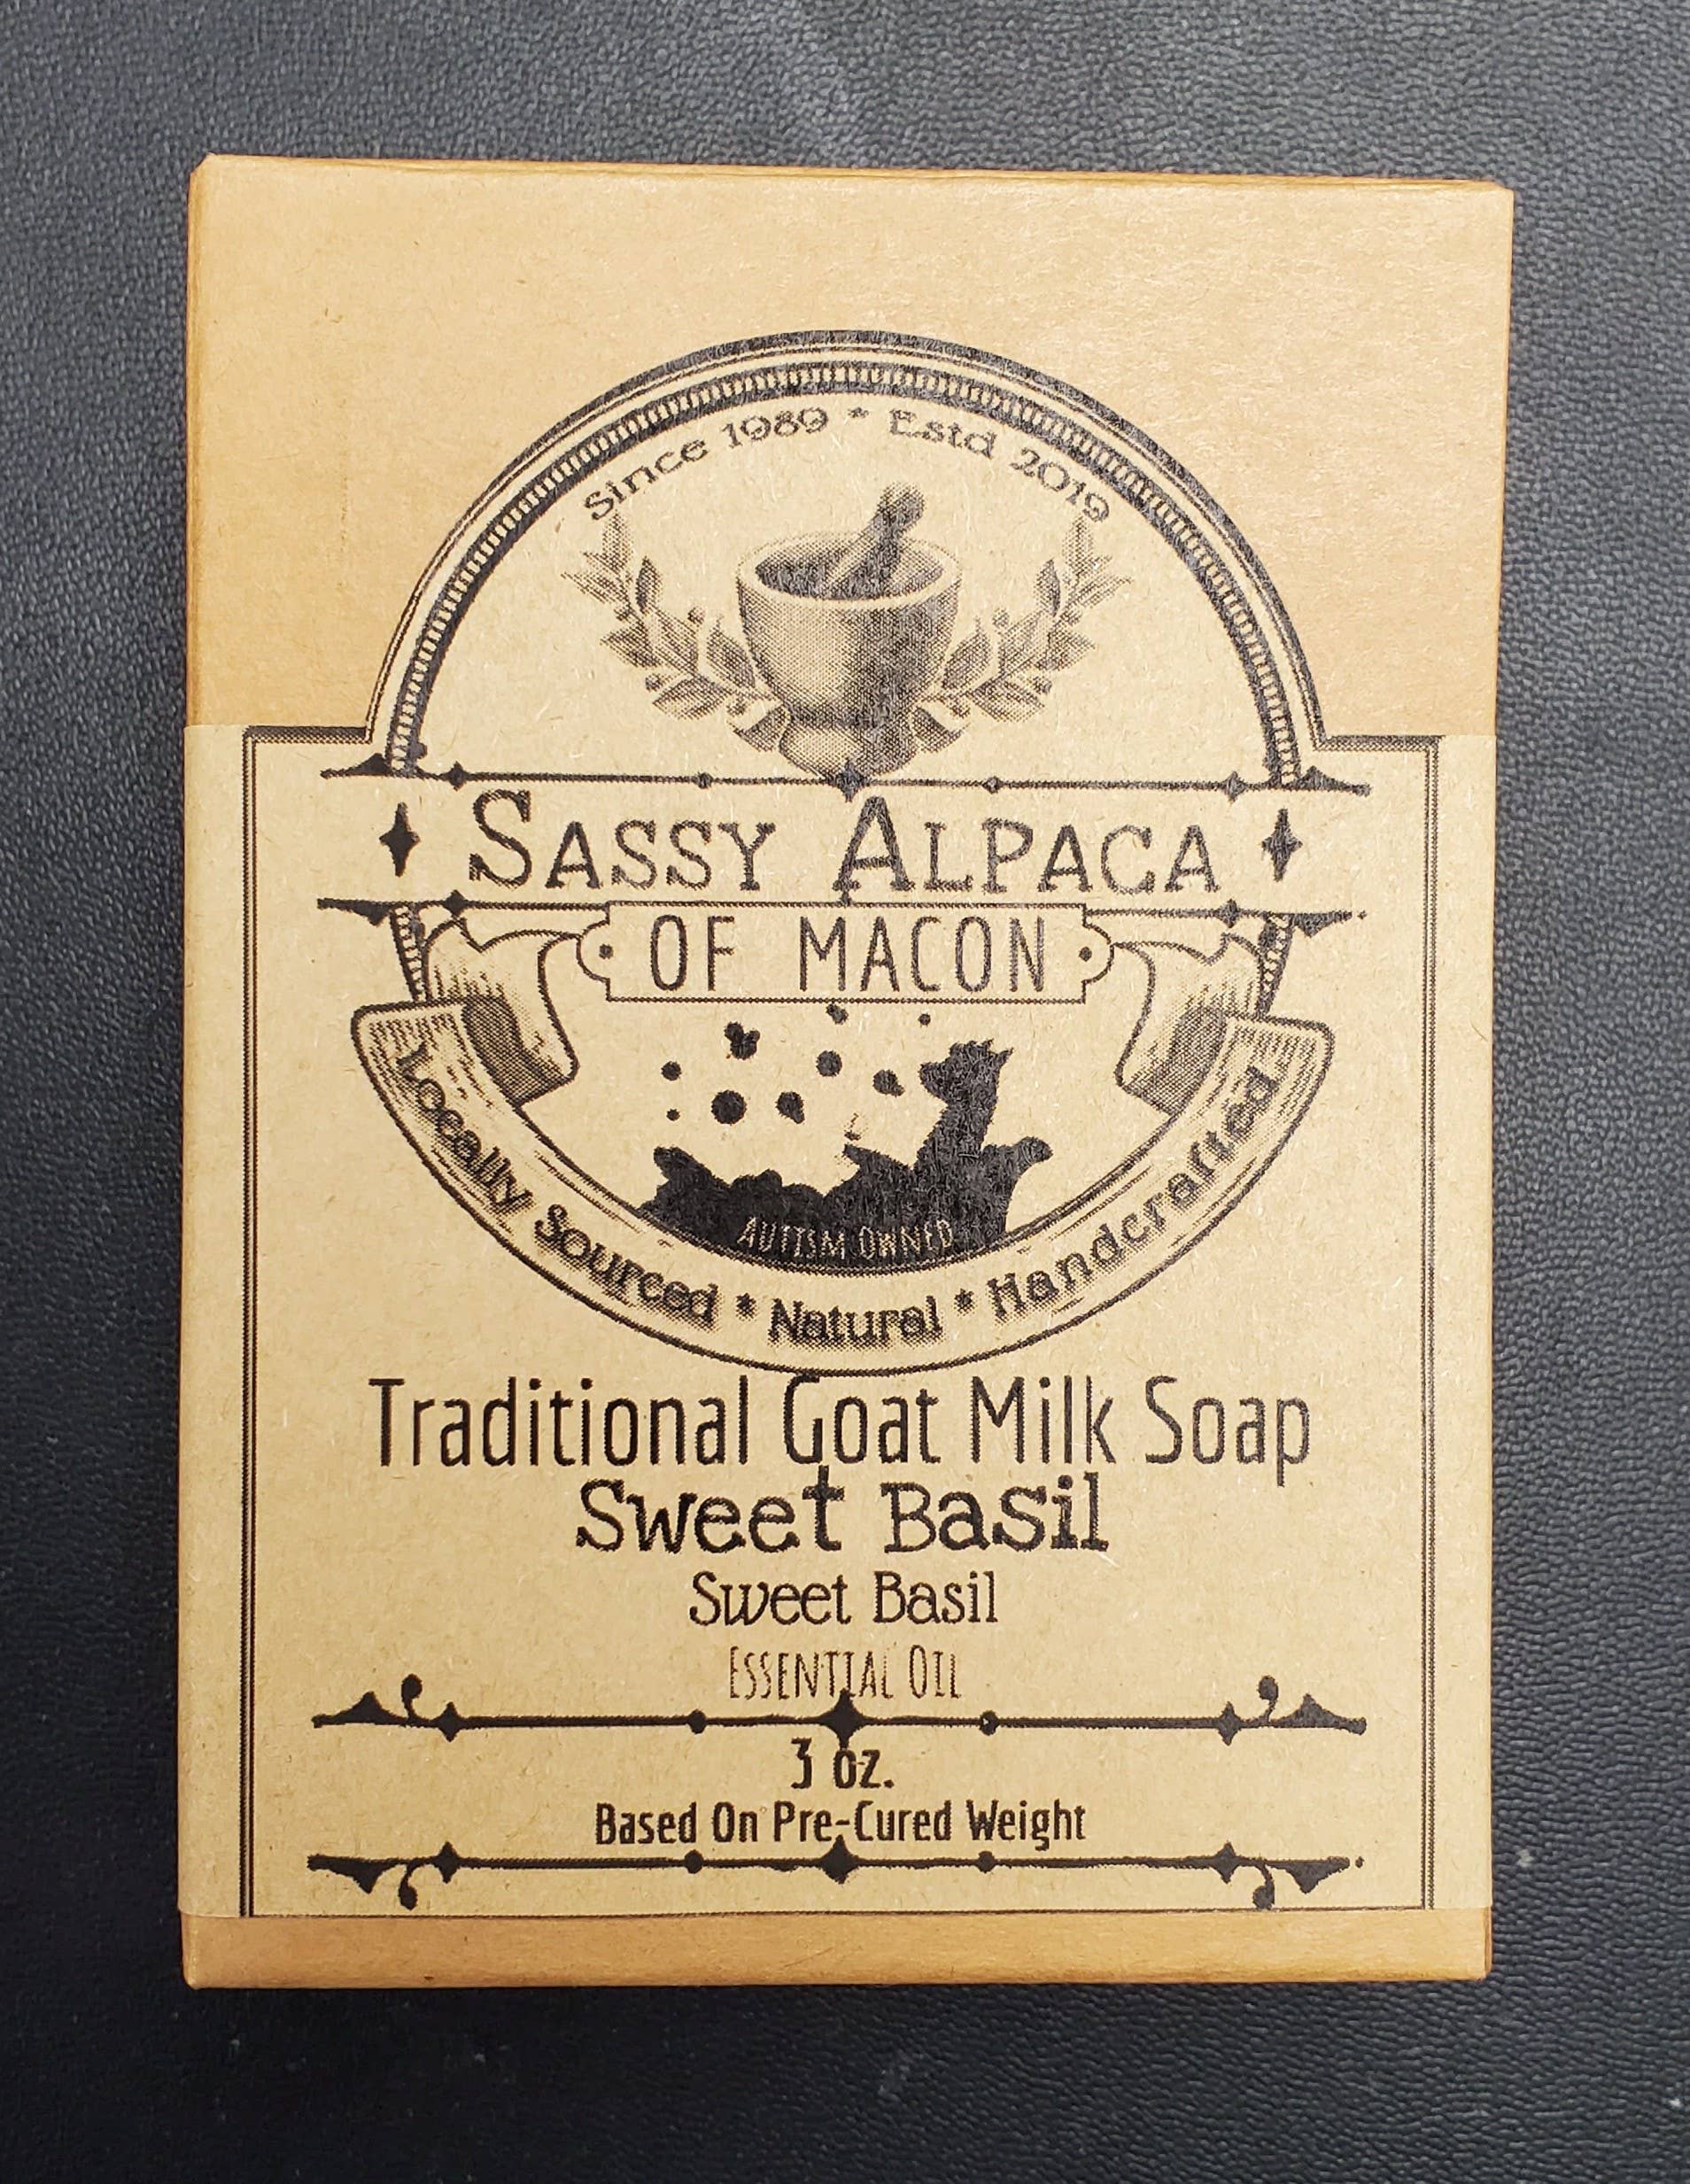 Since 1989 * Estd 2019
SASSY ALPACA
OF MACON
AUTISM OWNED
Locally Sourced * Natural * Handcrafted
Traditional Goat Milk Soap
Sweet Basil
Sweet Basil
ESSENTIAL OIL
3 oz.
Based On Pre-Cured Weight